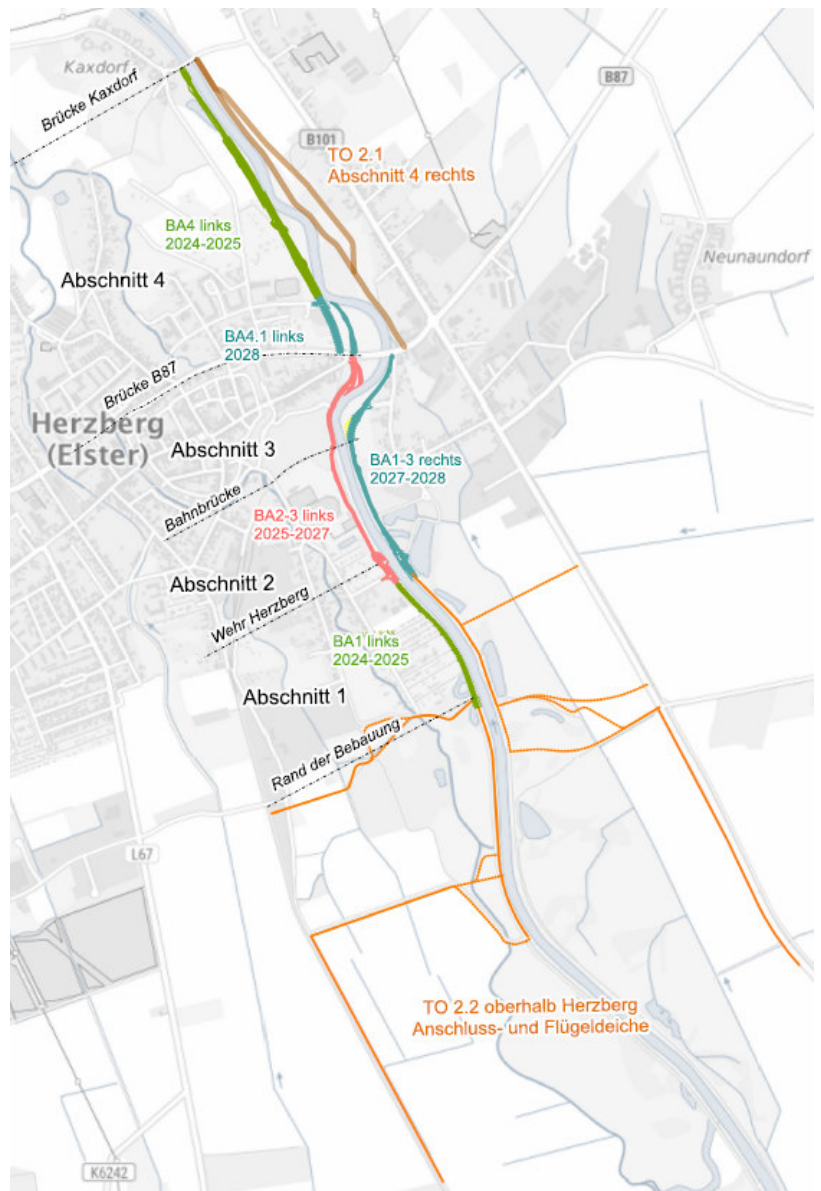 Kaxdorf
Brücke Kaxdorf
B87
B101
TO 2.1
Abschnitt 4 rechts
BA4 links
2024-2025
Neunaundorf
Abschnitt 4
BA4.1 links
2028
Brücke B87
Herzberg
(Elster)
Abschnitt 3
BA1-3 rechts
2027-2028
Bahnbrücke
BA2-3 links
2025-2027
Abschnitt 2
Wehr Herzberg
BA1 links
2024-2025
Abschnitt 1
Rand der Bebauung
L67
TO 2.2 oberhalb Herzberg
Anschluss- und Flügeldeiche
K6242